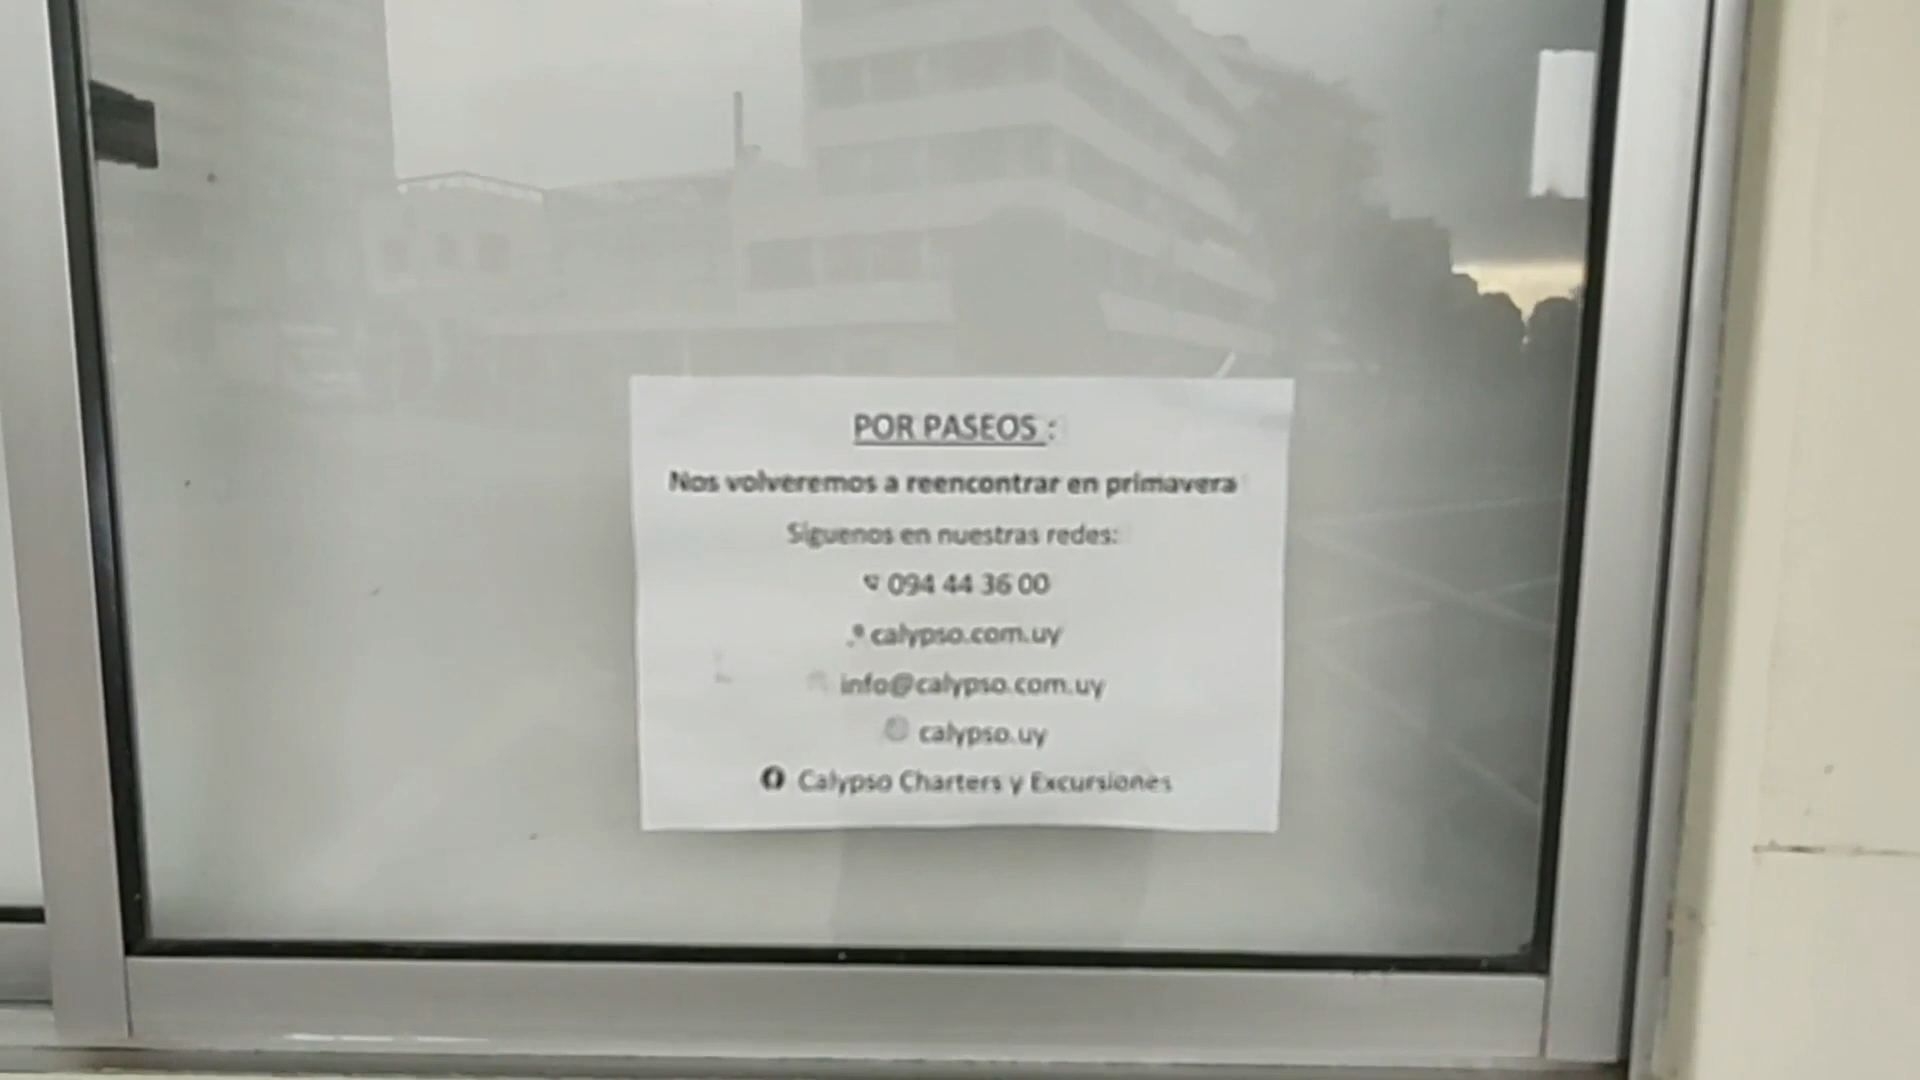 POR PASEOS :
Nos volveremos a reencontrar en primavera
Síguenos en nuestras redes:
094 44 36 00
calypso.com.uy
info@calypso.com.uy
calypso.uy
Calypso Charters y Excursiones